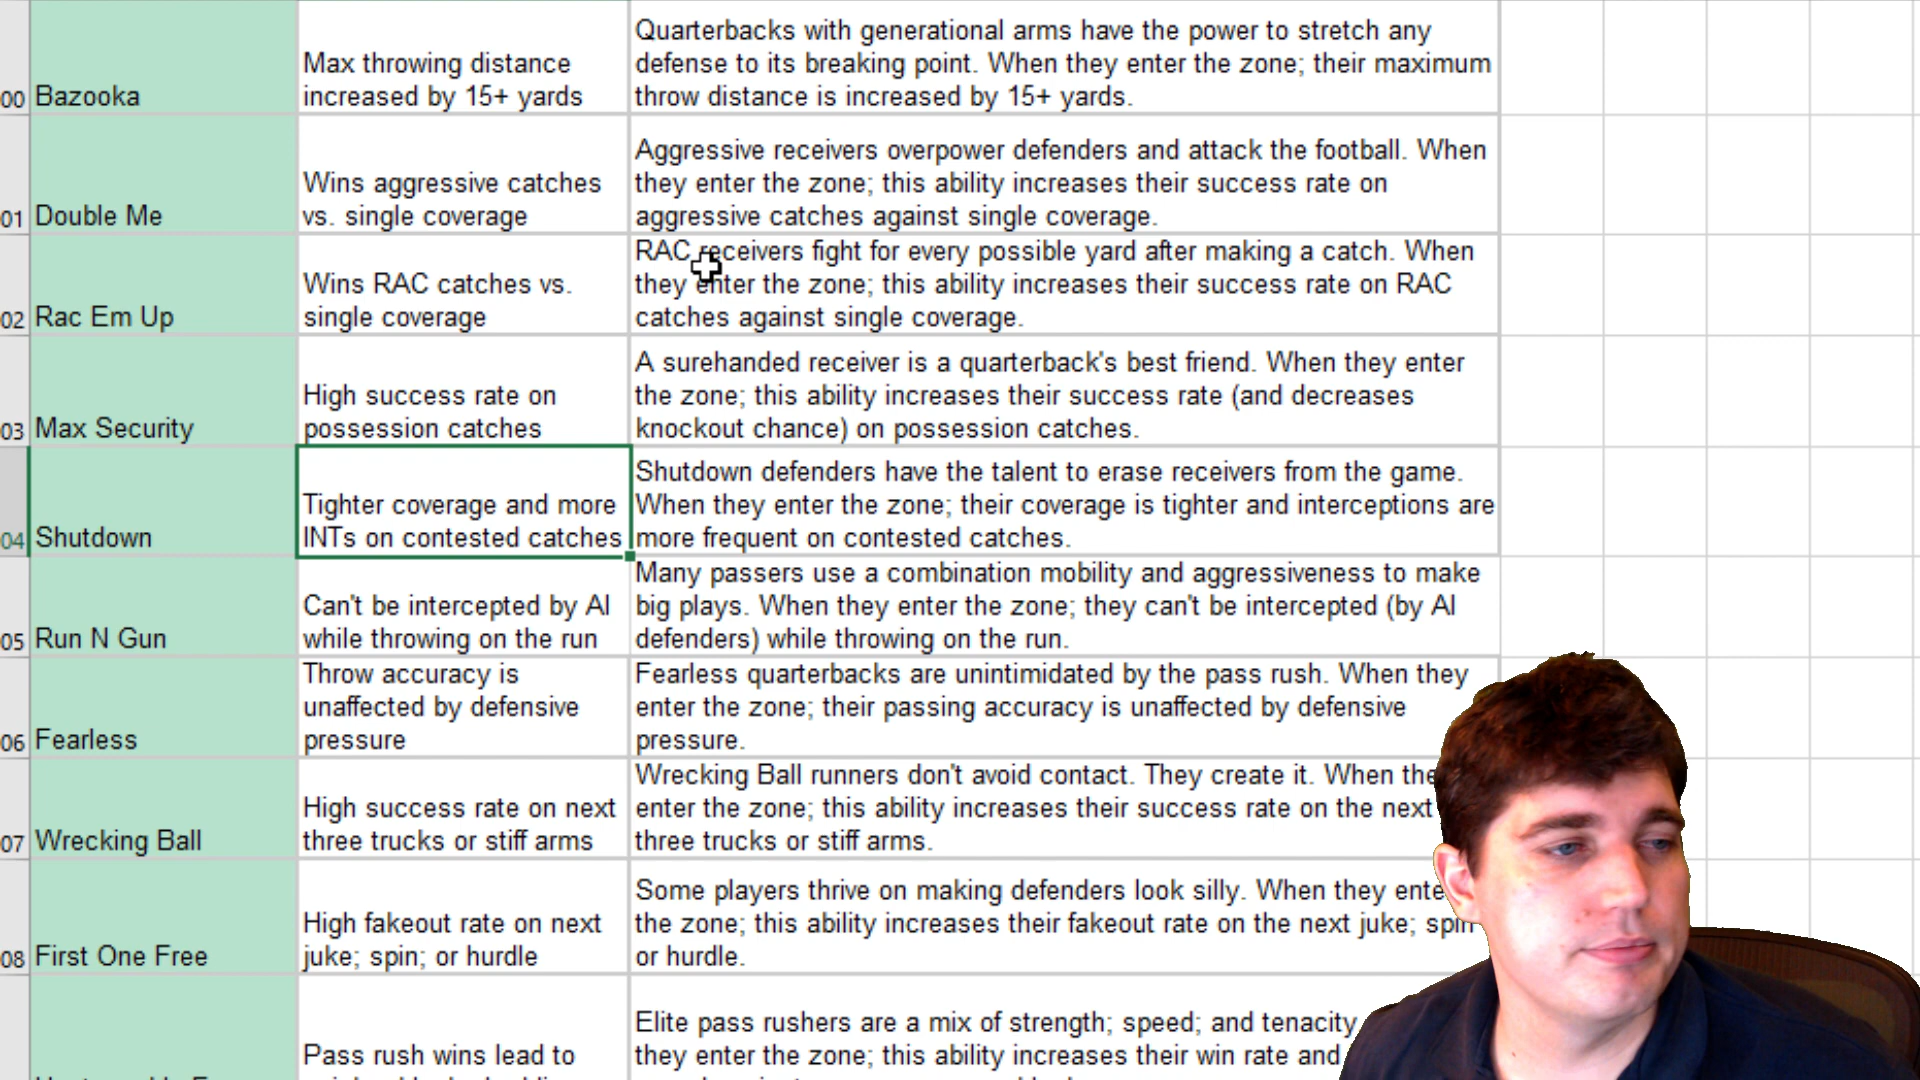 Quarterbacks with generational arms have the power to stretch any
Max throwing distance
defense to its breaking point. When they enter the zone; their maximum
00 Bazooka
increased by 15+ yards
throw distance is increased by 15+ yards.
Aggressive receivers overpower defenders and attack the football. When
Wins aggressive catches
they enter the zone; this ability increases their success rate on
01 Double Me
vs. single coverage
aggressive catches against single coverage.
RAC receivers fight for every possible yard after making a catch. When
Wins RAC catches vs.
they enter the zone; this ability increases their success rate on RAC
02 Rac Em Up
single coverage
catches against single coverage.
A surehanded receiver is a quarterback's best friend. When they enter
High success rate on
the zone; this ability increases their success rate (and decreases
03 Max Security
possession catches
knockout chance) on possession catches.
Shutdown defenders have the talent to erase receivers from the game.
Tighter coverage and more
When they enter the zone; their coverage is tighter and interceptions are
04 Shutdown
INTs on contested catches
more frequent on contested catches.
Many passers use a combination mobility and aggressiveness to make
Can't be intercepted by AI
big plays. When they enter the zone; they can't be intercepted (by AI
05 Run N Gun
while throwing on the run
defenders) while throwing on the run.
Throw accuracy is
Fearless quarterbacks are unintimidated by the pass rush. When they
unaffected by defensive
enter the zone; their passing accuracy is unaffected by defensive
06 Fearless
pressure
pressure.
Wrecking Ball runners don't avoid contact. They create it. When the
High success rate on next
enter the zone; this ability increases their success rate on the next
07 Wrecking Ball
three trucks or stiff arms
three trucks or stiff arms.
Some players thrive on making defenders look silly. When they ente
High fakeout rate on next
the zone; this ability increases their fakeout rate on the next juke; spin
08 First One Free
juke; spin; or hurdle
or hurdle.
Elite pass rushers are a mix of strength; speed; and tenacity
Pass rush wins lead to
they enter the zone; this ability increases their win rate and